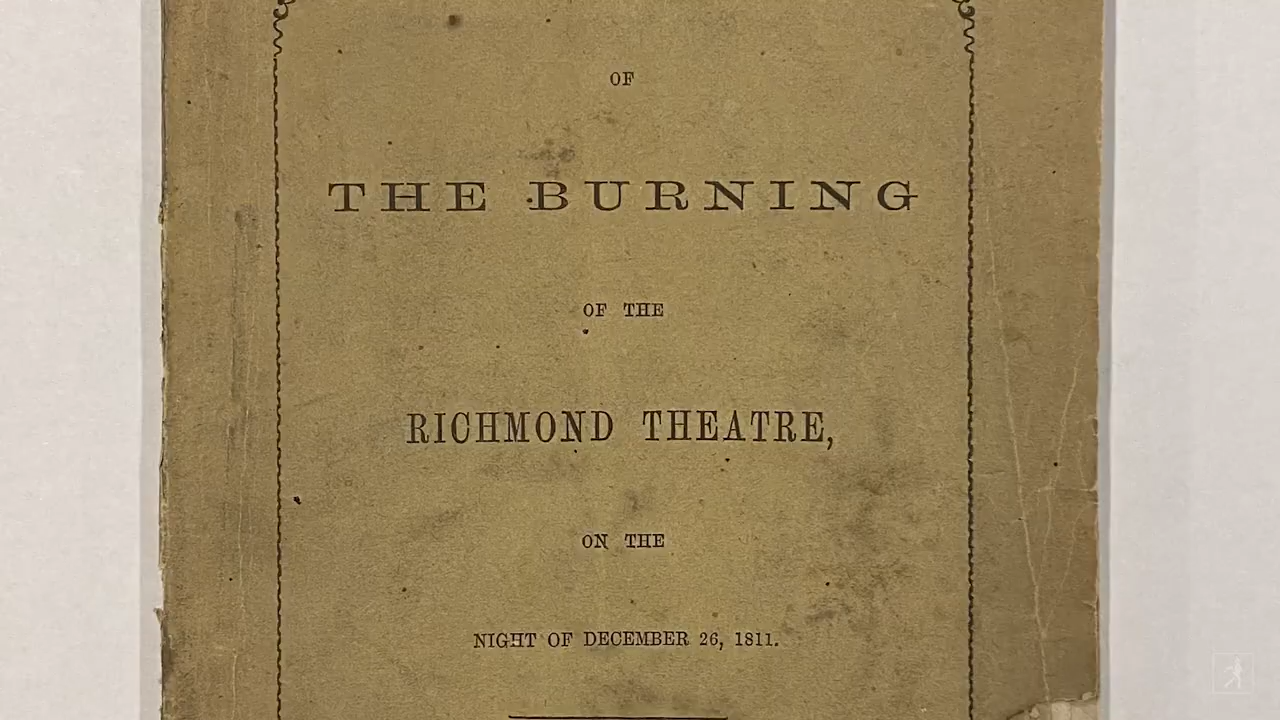 OF
THE BURNING
OF THE
RICHMOND THEATRE,
ON THE
NIGHT OF DECEMBER 26, 1811.